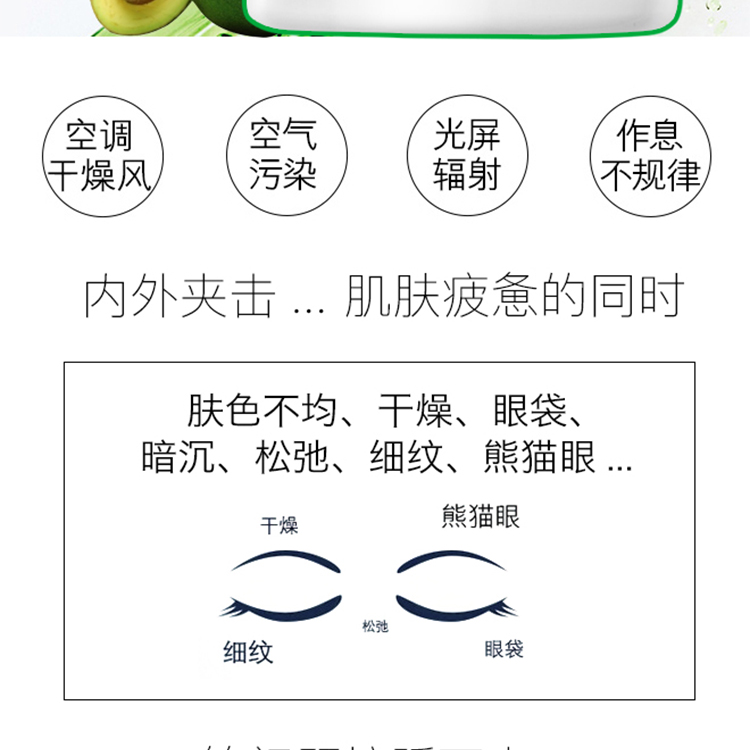 空调
干燥风
空气
污染
光屏
辐射
作息
不规律
内外夹击 ... 肌肤疲惫的同时
肤色不均、干燥、眼袋、
暗沉、松弛、细纹、熊猫眼 ...
干燥
熊猫眼
松弛
细纹
眼袋